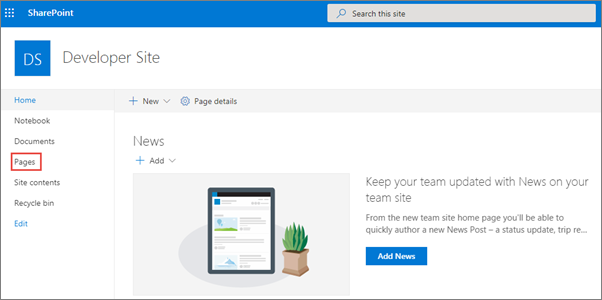 SharePoint
Search this site
DS
Developer Site
Home
Notebook
Documents
Pages
Site contents
Recycle bin
Edit
New
Page details
News
Add
Keep your team updated with News on your
team site
From the new team site home page you'll be able to
quickly author a new News Post – a status update, trip re...
Add News